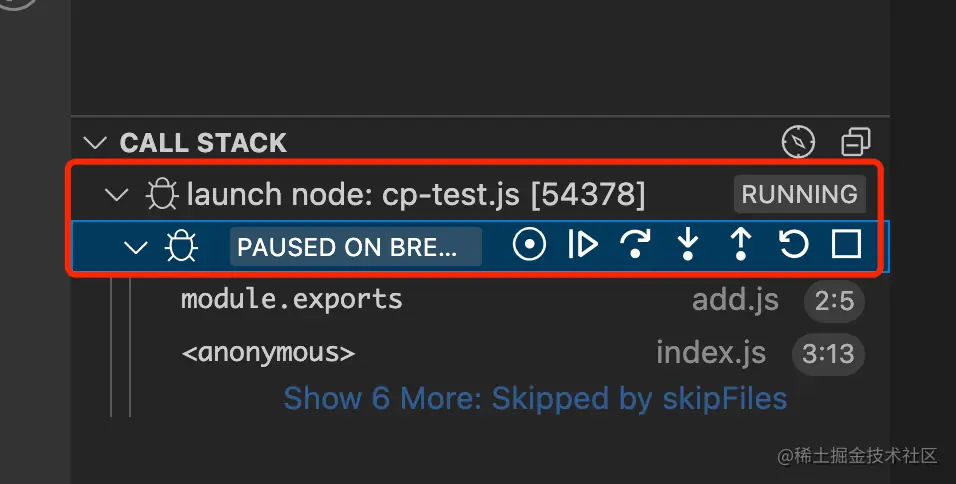 CALL STACK
launch node: cp-test.js [54378] RUNNING
PAUSED ON BRE...
module.exports add.js 2:5
<anonymous> index.js 3:13
Show 6 More: Skipped by skipFiles
@稀土掘金技术社区